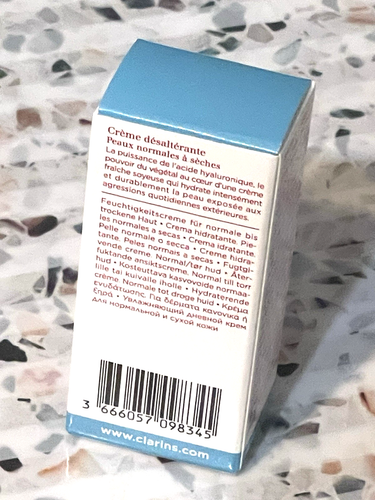 Crème désaltérante
Peaux normales à sèches
La puissance de l'acide hyaluronique, le
pouvoir du végétal au cœur d'une crème
fraîche soyeuse qui hydrate intensément
et durablement la peau exposée aux
agressions quotidiennes extérieures.
Feuchtigkeitscreme für normale bis
trockene Haut • Crema hidratante. Pie-
les normales a secas • Crema idratante.
Pelle normale o secca • Creme hidra-
tante. Peles normais a secas • Fugtgi-
vende creme. Normal/tør hud • Åter-
fuktande ansiktscreme. Normal till torr
hud • Kosteuttava kasvovoide normaa-
lille tai kuivalle iholle • Hydraterende
crème. Normale tot droge huid • Κρέμα
ενυδάτωσης. Για δέρματα κανονικά ή
ξηρά • Увлажняющий дневной крем
для нормальной и сухой кожи
3 666057 098345
www.clarins.com